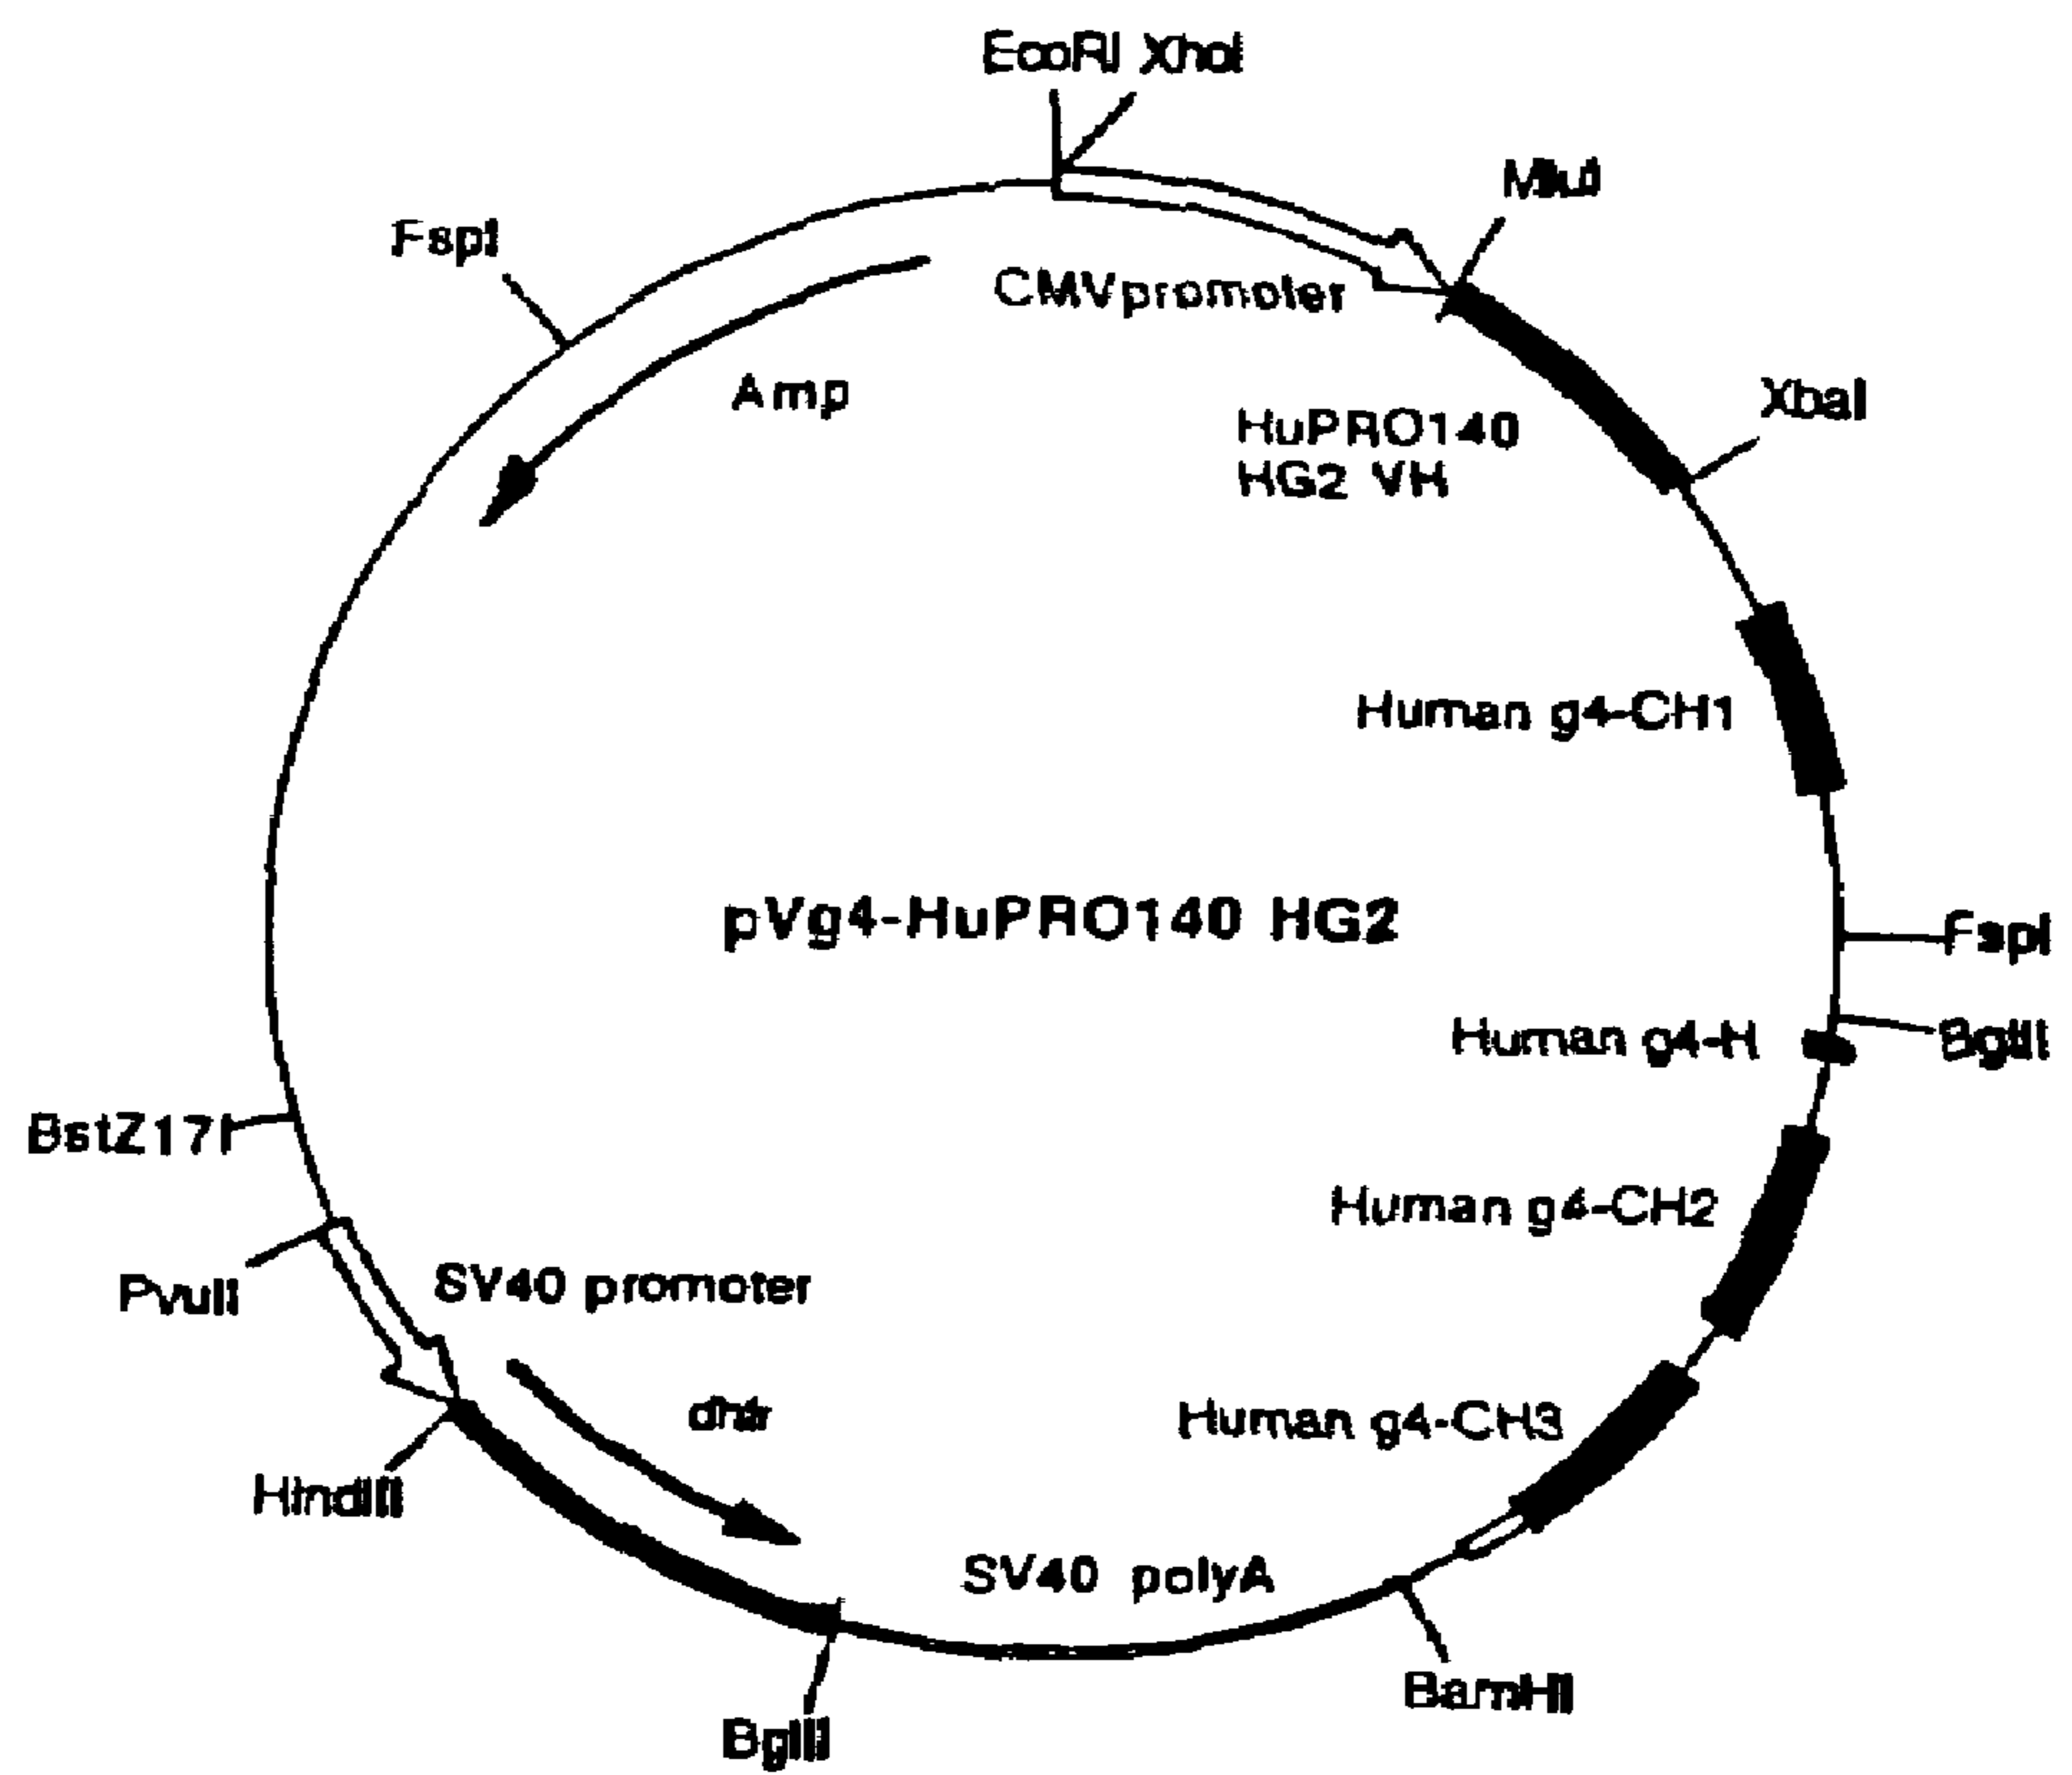 EcoRI XhoI
MluI
FspI
CMVpromoter
Amp
XbaI
HuPRO140
HG2 VH
Human g4-CH1
pVg4-HuPRO140 HG2
FspI
Human g4-H
BglII
BstZ17I
Human g4-CH2
PvuII
SV40 promoter
dhfr
Human g4-CH3
HindIII
SV40 polyA
BamHI
BglII